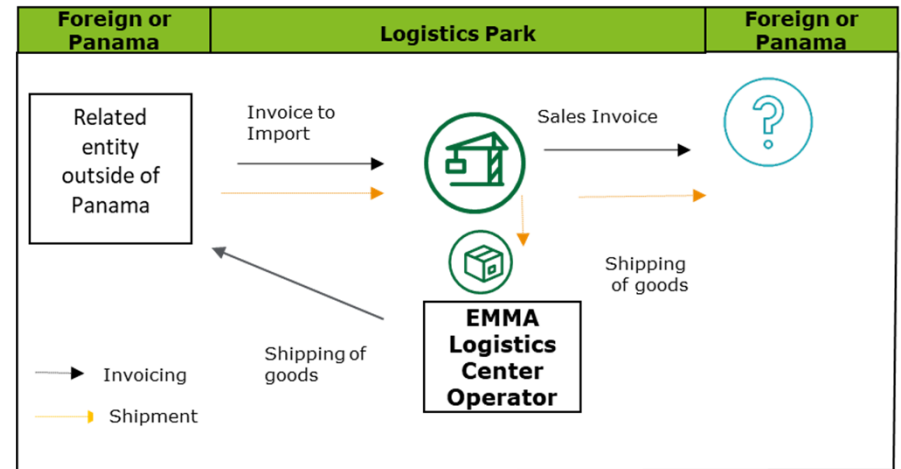 Foreign or
Panama
Logistics Park
Foreign or
Panama
Related
entity
outside of
Panama
Invoice to
Import
Sales Invoice
?
Shipping
of goods
EMMA
Logistics
Center
Operator
Shipping of
goods
Invoicing
Shipment